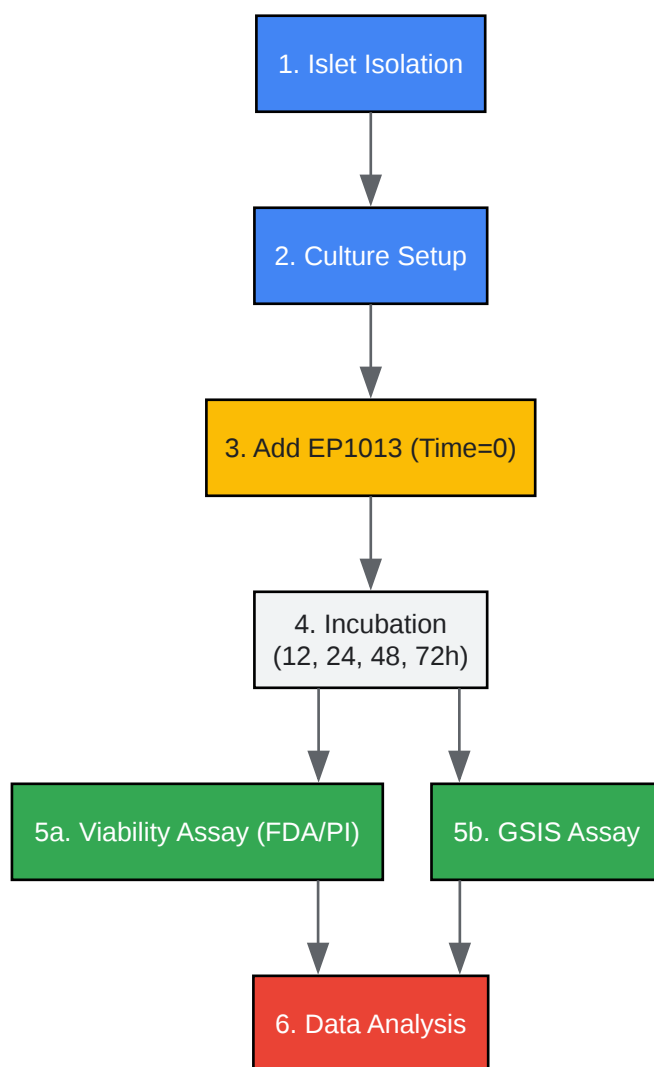 1. Islet Isolation
2. Culture Setup
3. Add EP1013 (Time=0)
4. Incubation
(12, 24, 48, 72h)
5a. Viability Assay (FDA/PI)
5b. GSIS Assay
6. Data Analysis